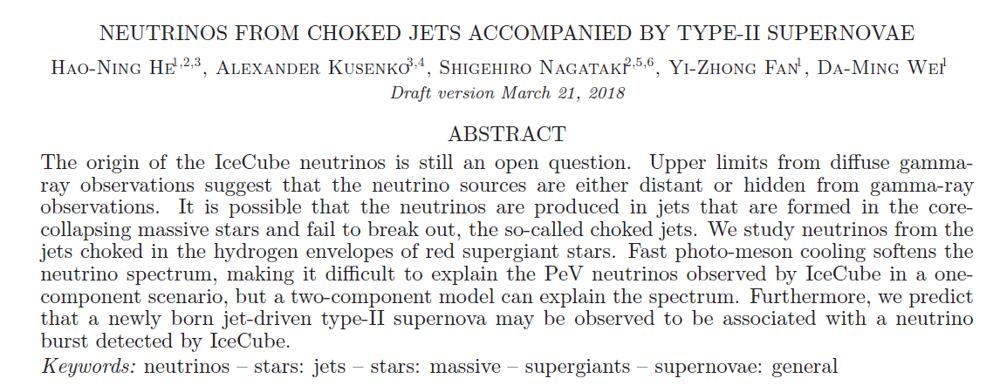 NEUTRINOS FROM CHOKED JETS ACCOMPANIED BY TYPE-II SUPERNOVAE
Hao-Ning He1,2,3, Alexander Kusenko3,4, Shigehiro Nagataki2,5,6, Yi-Zhong Fan1, Da-Ming Wei1
Draft version March 21, 2018
ABSTRACT
The origin of the IceCube neutrinos is still an open question. Upper limits from diffuse gamma-
ray observations suggest that the neutrino sources are either distant or hidden from gamma-ray
observations. It is possible that the neutrinos are produced in jets that are formed in the core-
collapsing massive stars and fail to break out, the so-called choked jets. We study neutrinos from the
jets choked in the hydrogen envelopes of red supergiant stars. Fast photo-meson cooling softens the
neutrino spectrum, making it difficult to explain the PeV neutrinos observed by IceCube in a one-
component scenario, but a two-component model can explain the spectrum. Furthermore, we predict
that a newly born jet-driven type-II supernova may be observed to be associated with a neutrino
burst detected by IceCube.
Keywords: neutrinos – stars: jets – stars: massive – supergiants – supernovae: general